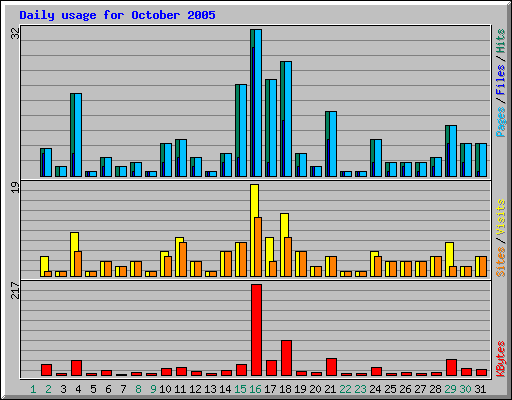 Daily usage for October 2005
32
19
217
Pages/Files/Hits
Sites/Visits
KBytes
1 2 3 4 5 6 7 8 9 10 11 12 13 14 15 16 17 18 19 20 21 22 23 24 25 26 27 28 29 30 31